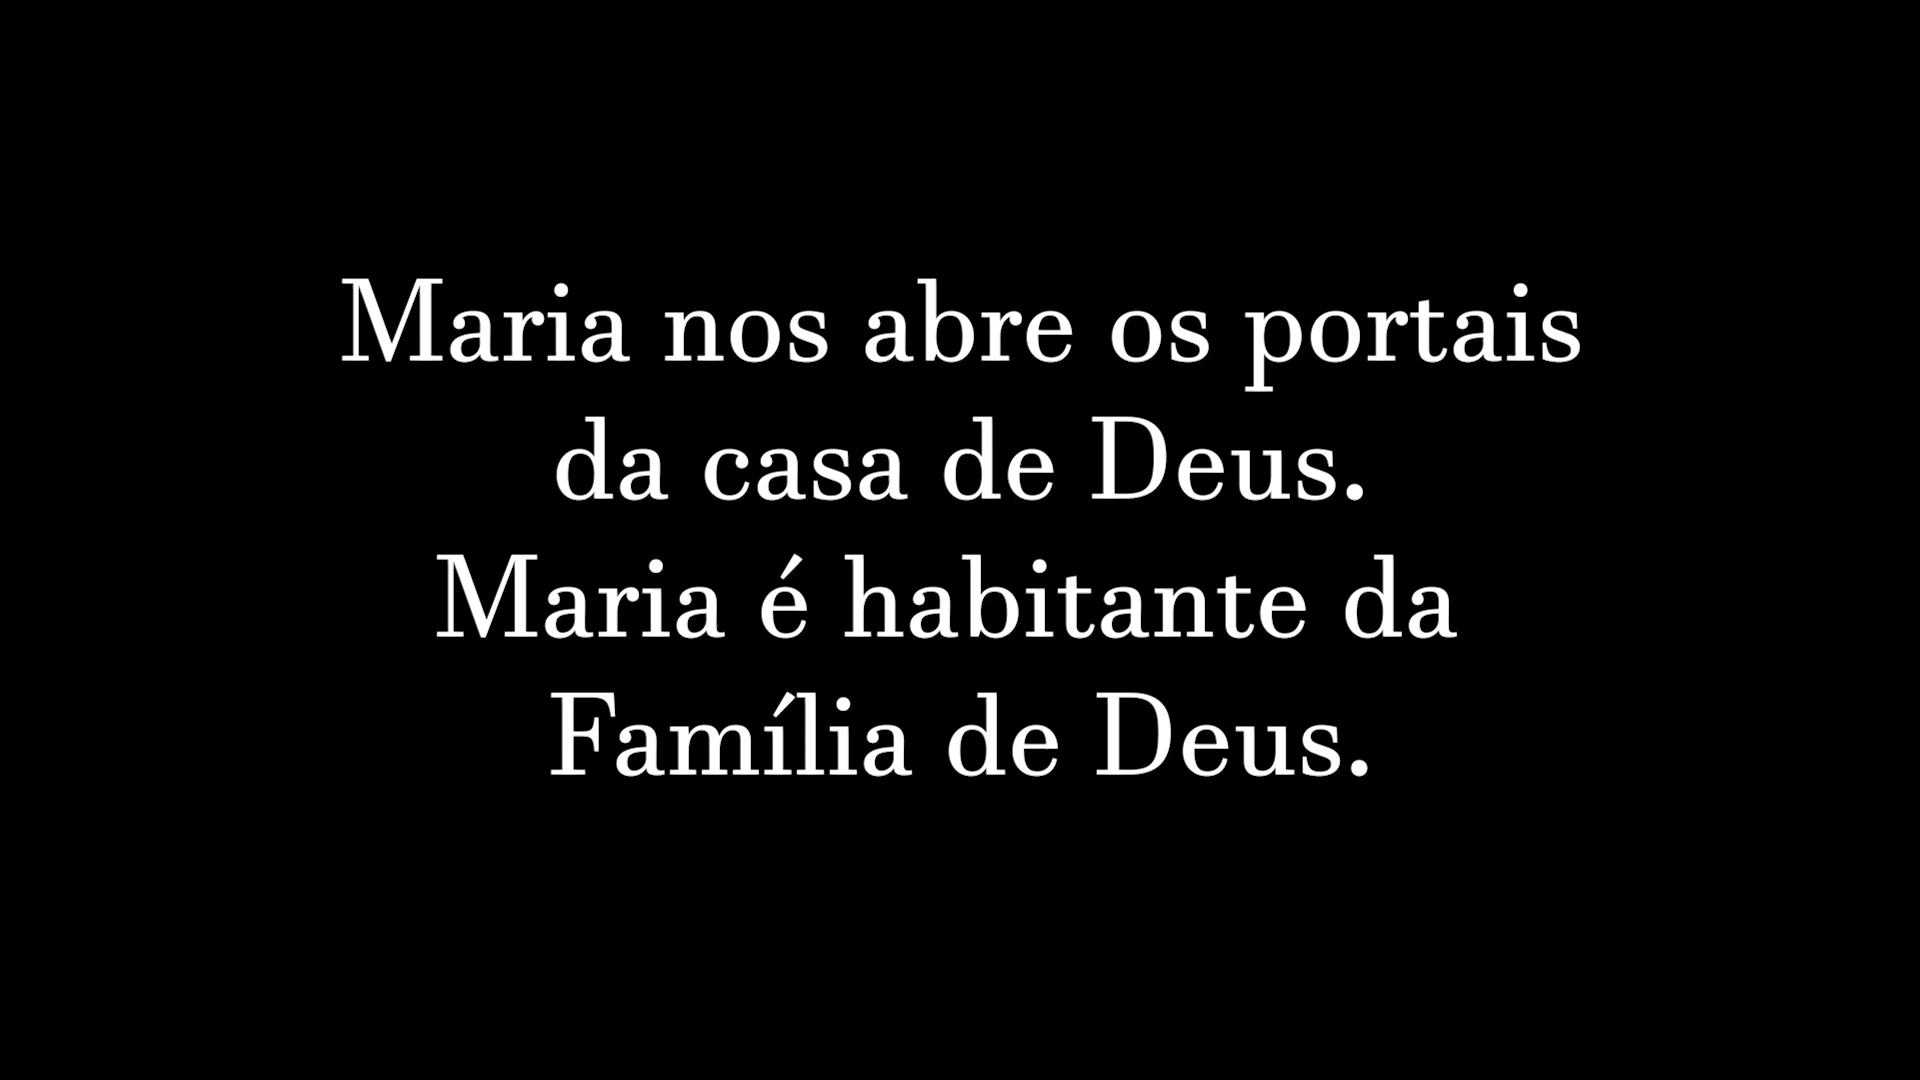 Maria nos abre os portais
da casa de Deus.
Maria é habitante da
Família de Deus.